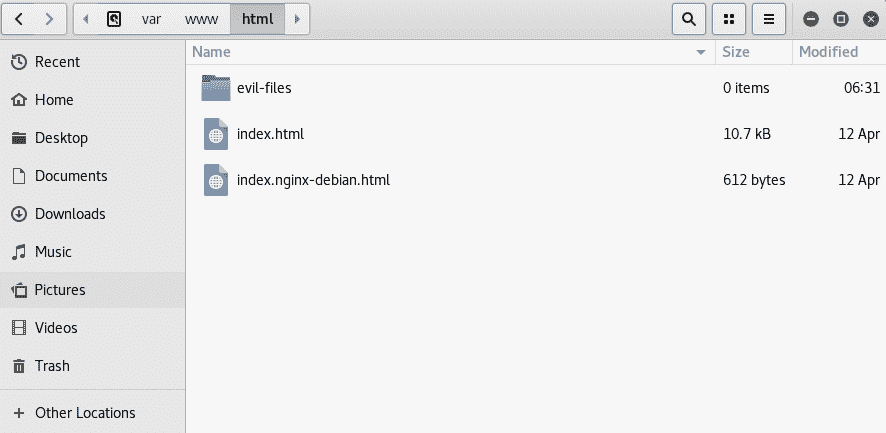 var www html
Name Size Modified
Recent
Home
Desktop
Documents
Downloads
Music
Pictures
Videos
Trash
Other Locations
evil-files 0 items 06:31
index.html 10.7 kB 12 Apr
index.nginx-debian.html 612 bytes 12 Apr